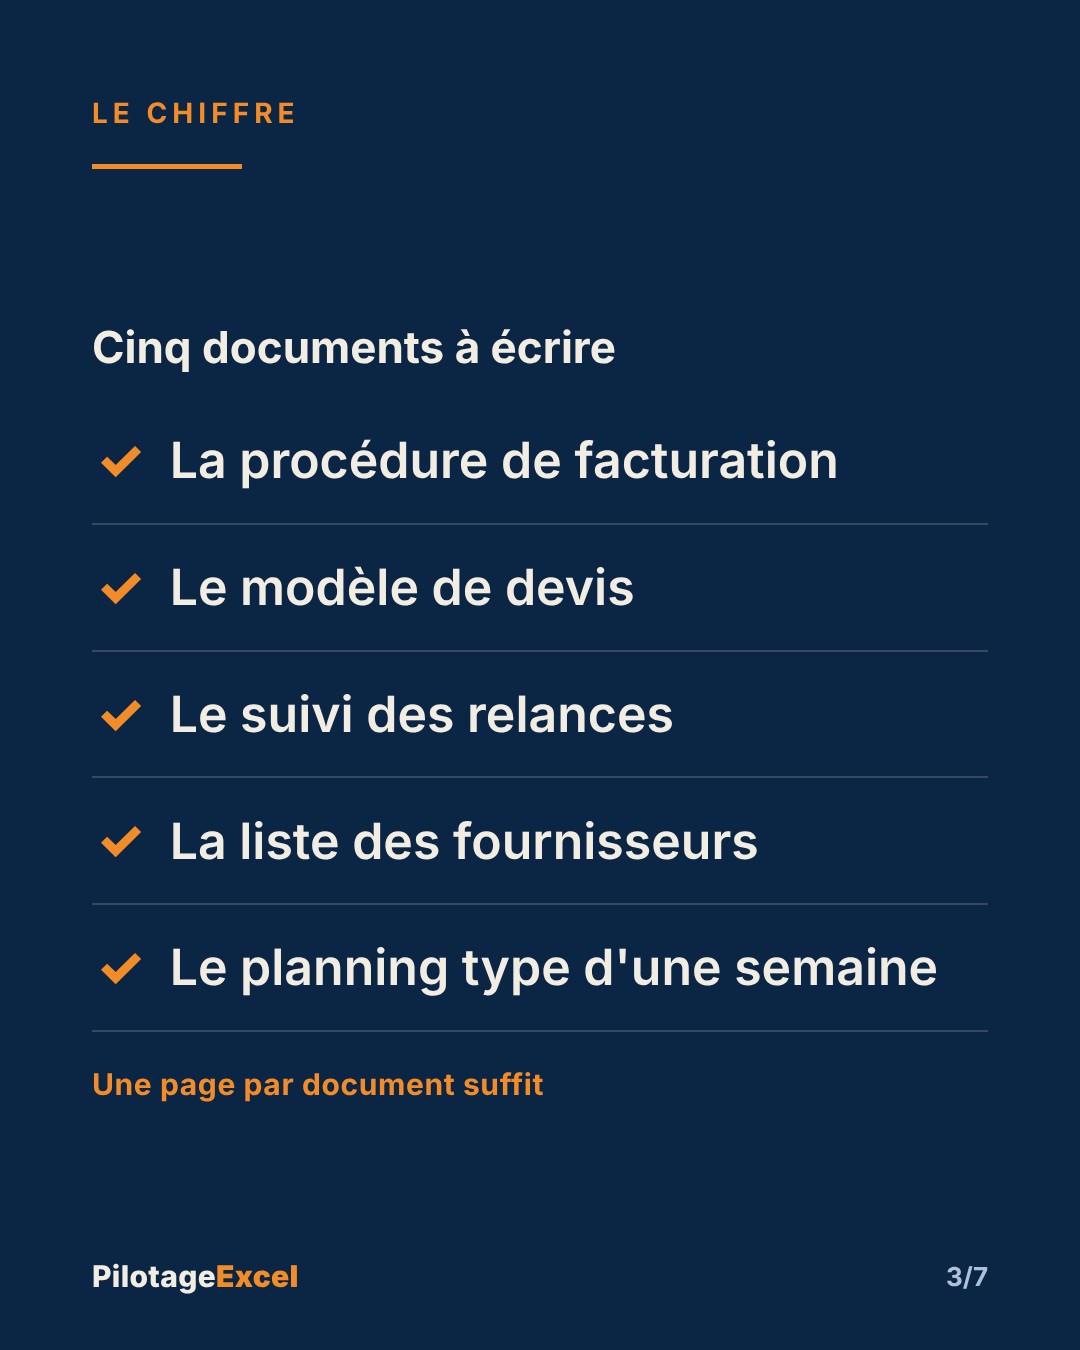 LE CHIFFRE
Cinq documents à écrire
La procédure de facturation
Le modèle de devis
Le suivi des relances
La liste des fournisseurs
Le planning type d'une semaine
Une page par document suffit
PilotageExcel
3/7